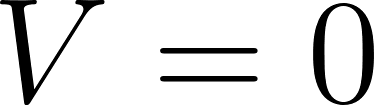 V = 0